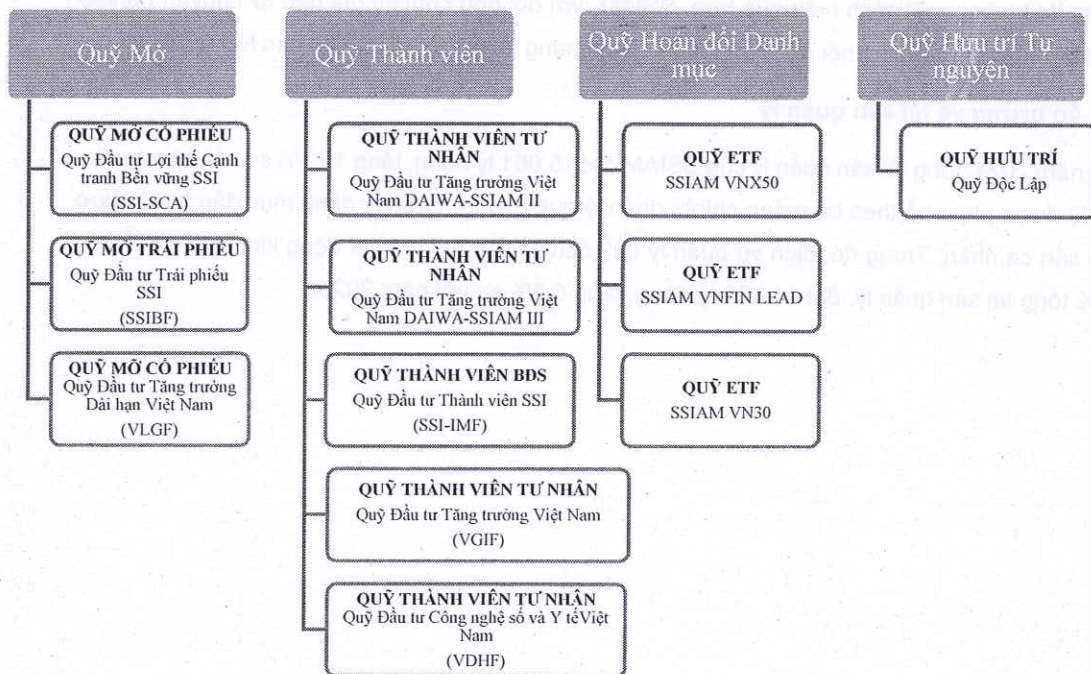 Quỹ Mở
QUỸ MỞ CỔ PHIẾU
Quỹ Đầu tư Lợi thế Cạnh
tranh Bền vững SSI
(SSI-SCA)
QUỸ MỞ TRÁI PHIẾU
Quỹ Đầu tư Trái phiếu
SSI
(SSIBF)
QUỸ MỞ CỔ PHIẾU
Quỹ Đầu tư Tăng trưởng
Dài hạn Việt Nam
(VLGF)
Quỹ Thành viên
QUỸ THÀNH VIÊN TƯ
NHÂN
Quỹ Đầu tư Tăng trưởng Việt
Nam DAIWA-SSIAM II
QUỸ THÀNH VIÊN TƯ
NHÂN
Quỹ Đầu tư Tăng trưởng Việt
Nam DAIWA-SSIAM III
QUỸ THÀNH VIÊN BĐS
Quỹ Đầu tư Thành viên SSI
(SSI-IMF)
QUỸ THÀNH VIÊN TƯ NHÂN
Quỹ Đầu tư Tăng trưởng Việt Nam
(VGIF)
QUỸ THÀNH VIÊN TƯ NHÂN
Quỹ Đầu tư Công nghệ số và Y tếViệt
Nam
(VDHF)
Quỹ Hoán đổi Danh
mục
QUỸ ETF
SSIAM VNX50
QUỸ ETF
SSIAM VNFIN LEAD
QUỸ ETF
SSIAM VN30
Quỹ Hưu trí Tự
nguyện
QUỸ HƯU TRÍ
Quỹ Độc Lập